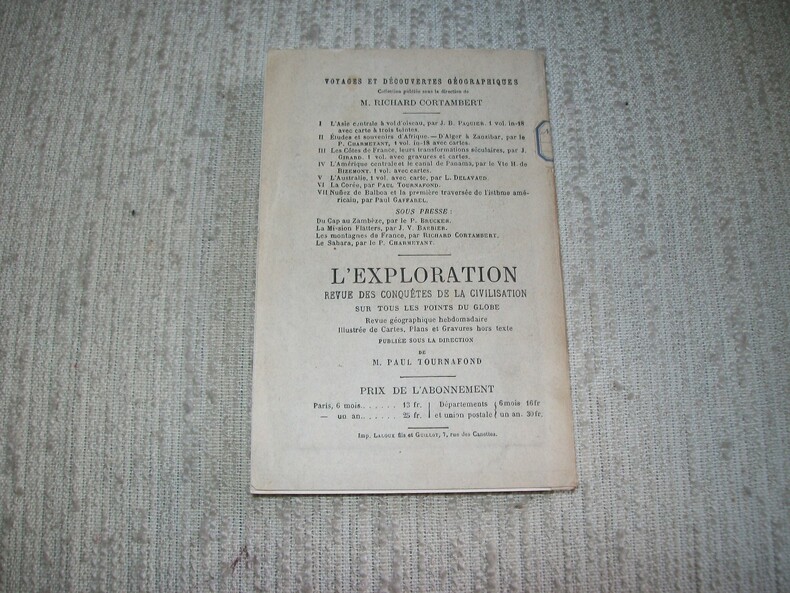 VOYAGES ET DÉCOUVERTES GÉOGRAPHIQUES
Collection publiée sous la direction de
M. RICHARD CORTAMBERT
I L'Asie centrale à vol d'oiseau, par J. B. PAQUIER. 1 vol. in-18
avec carte à trois teintes.
II Études et souvenirs d'Afrique. — D'Alger à Zanzibar, par le
P. CHARMETANT, 1 vol. in-18 avec cartes.
III Les Côtes de France, leurs transformations séculaires, par J.
GIRARD. 1 vol. avec gravures et cartes.
IV L'Amérique centrale et le canal de Panama, par le Vte H. de
BIZEMONT. 1 vol. avec cartes.
V L'Australie, 1 vol. avec carte, par L. DELAVAUD.
VI La Corée, par PAUL TOURNAFOND.
VII Nuñez de Balboa et la première traversée de l'isthme amé-
ricain, par Paul GAFFAREL.
SOUS PRESSE :
Du Cap au Zambèze, par le P. BRUCKER.
La Mission Flatters, par J. V. BARBIER.
Les montagnes de France, par RICHARD CORTAMBERT.
Le Sahara, par le P. CHARMETANT.
L'EXPLORATION
REVUE DES CONQUÊTES DE LA CIVILISATION
SUR TOUS LES POINTS DU GLOBE
Revue géographique hebdomadaire
Illustrée de Cartes, Plans et Gravures hors texte
PUBLIÉE SOUS LA DIRECTION
DE
M. PAUL TOURNAFOND
PRIX DE L'ABONNEMENT
Paris, 6 mois...... 13 fr. Départements 6 mois 16 fr
— un an....... 25 fr. et union postale un an. 30 fr.
Imp. LALOUX fils et GUILLOT, 7, rue des Canettes.